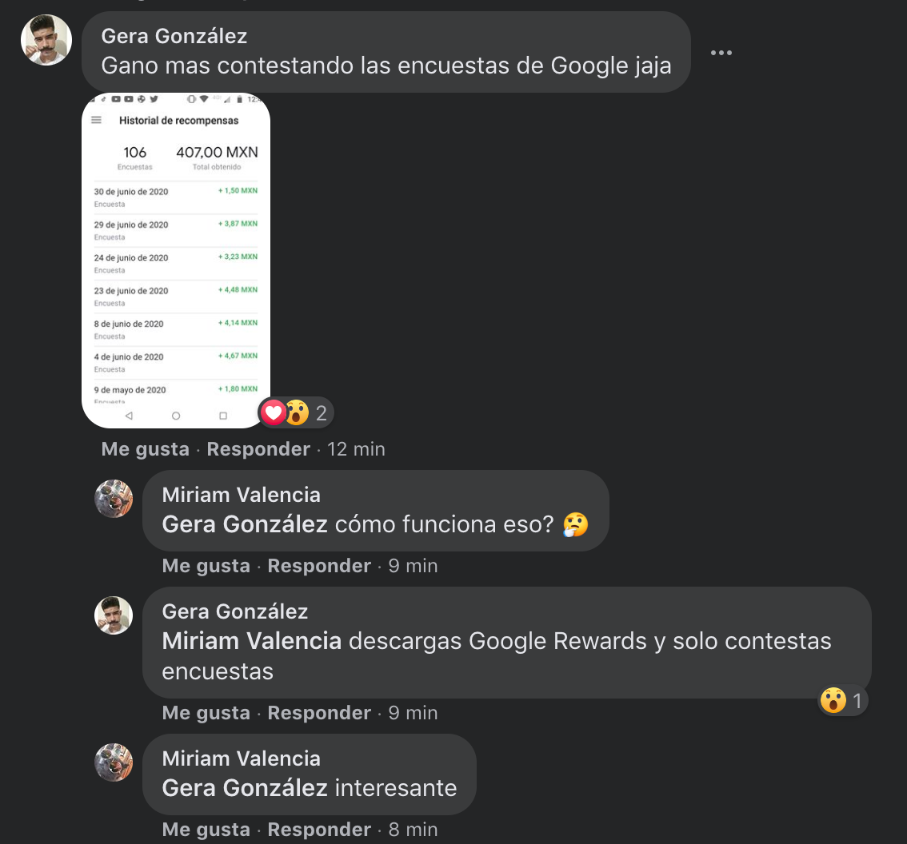 Gera González
Gano mas contestando las encuestas de Google jaja
Historial de recompensas
106 407,00 MXN
Encuestas Total obtenido
30 de junio de 2020 + 1,50 MXN
Encuesta
29 de junio de 2020 + 3,87 MXN
Encuesta
24 de junio de 2020 + 3,23 MXN
Encuesta
23 de junio de 2020 + 4,48 MXN
Encuesta
8 de junio de 2020 + 4,14 MXN
Encuesta
4 de junio de 2020 + 4,67 MXN
Encuesta
9 de mayo de 2020 + 1,80 MXN
Encuesta
2
Me gusta · Responder · 12 min
Miriam Valencia
Gera González cómo funciona eso? 🤔
Me gusta · Responder · 9 min
Gera González
Miriam Valencia descargas Google Rewards y solo contestas
encuestas
1
Me gusta · Responder · 9 min
Miriam Valencia
Gera González interesante
Me gusta · Responder · 8 min